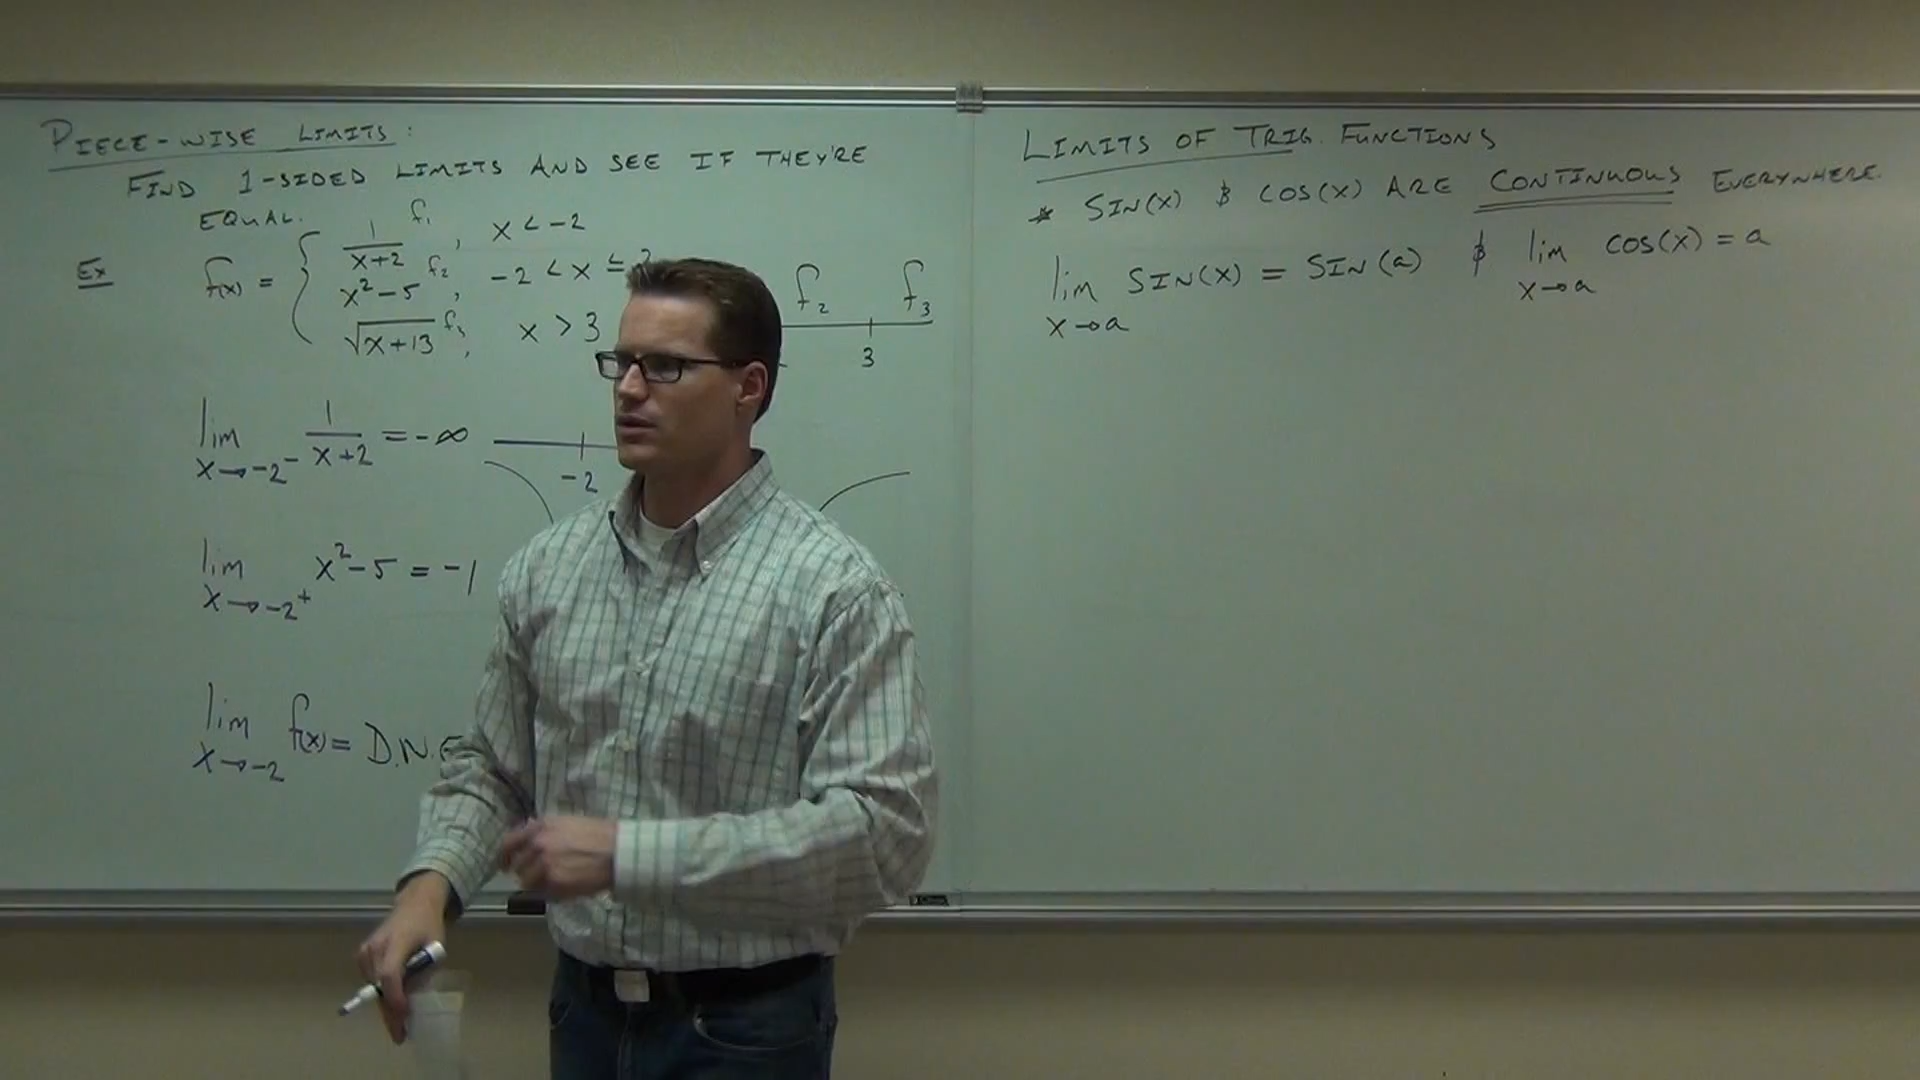 PIECE-WISE LIMITS:
FIND 1-SIDED LIMITS AND SEE IF THEY'RE
EQUAL.
Ex f(x) = { 1/(x+2), x < -2 f₁
x²-5, -2 < x ≤ f₂
√(x+13), x > 3 f₃
f₂ f₃
3
lim x→-2⁻ 1/(x+2) = -∞
-2
lim x→-2⁺ x²-5 = -1
lim x→-2 f(x) = D.N.E
LIMITS OF TRIG. FUNCTIONS
* SIN(x) & COS(x) ARE CONTINUOUS EVERYWHERE.
lim x→a SIN(x) = SIN(a) & lim x→a COS(x) = a